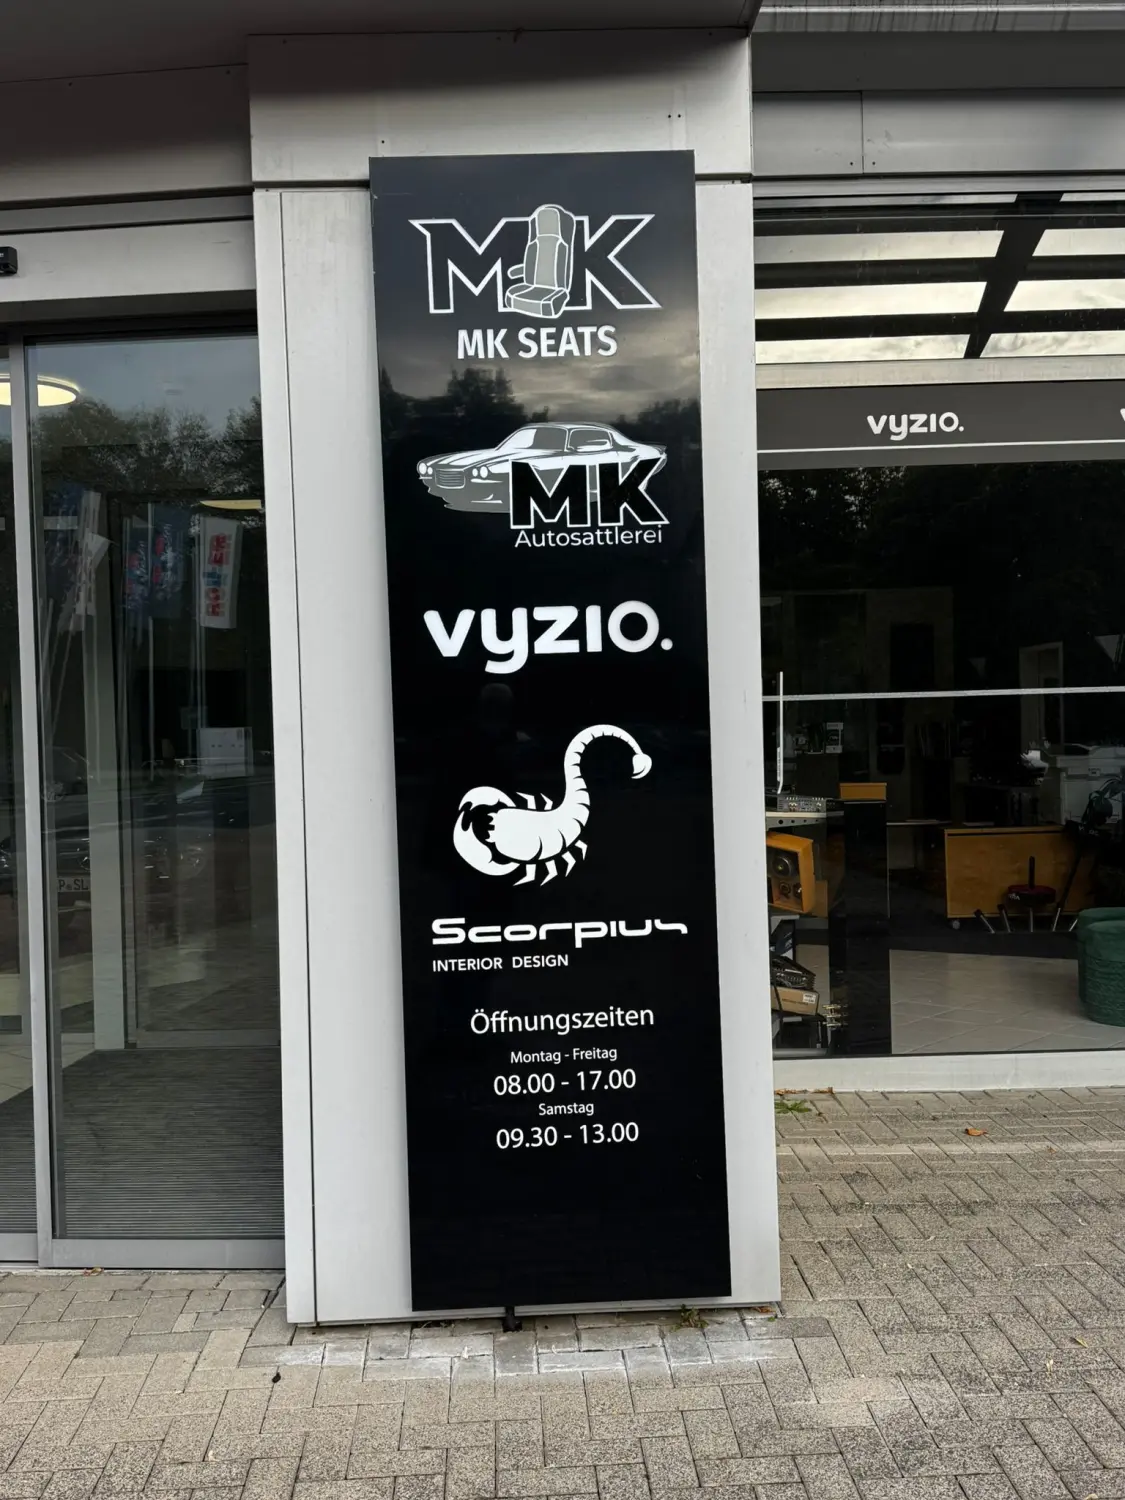 MK
MK SEATS
MK
Autosattlerei
vyzio.
Scorpius
INTERIOR DESIGN
Öffnungszeiten
Montag - Freitag
08.00 - 17.00
Samstag
09.30 - 13.00
vyzio.
ROLLER